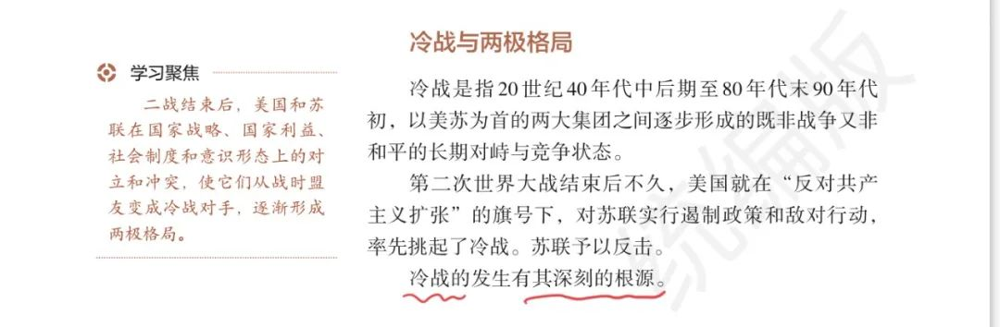 冷战与两极格局
学习聚焦
二战结束后，美国和苏
联在国家战略、国家利益、
社会制度和意识形态上的对
立和冲突，使它们从战时盟
友变成冷战对手，逐渐形成
两极格局。
冷战是指20世纪40年代中后期至80年代末90年代
初，以美苏为首的两大集团之间逐步形成的既非战争又非
和平的长期对峙与竞争状态。
第二次世界大战结束后不久，美国就在“反对共产
主义扩张”的旗号下，对苏联实行遏制政策和敌对行动，
率先挑起了冷战。苏联予以反击。
冷战的发生有其深刻的根源。
统编版